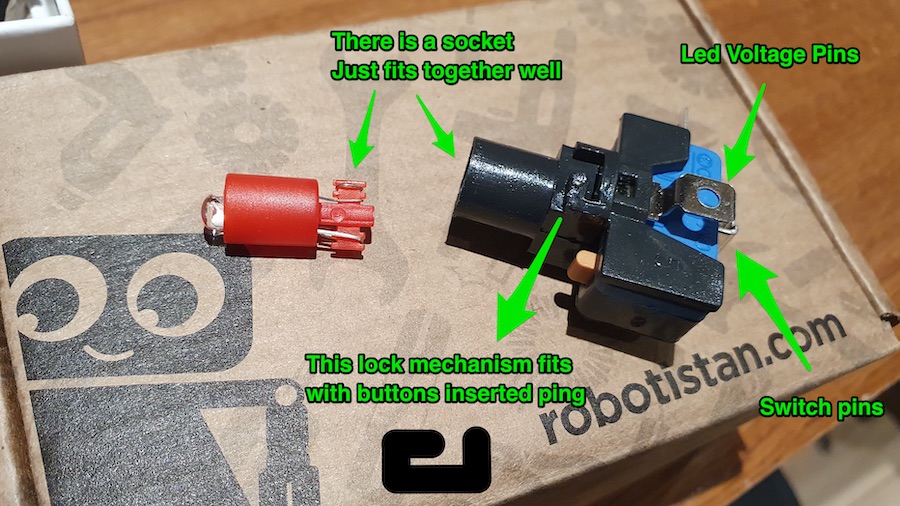 There is a socket
Just fits together well
Led Voltage Pins
This lock mechanism fits
with buttons inserted ping
Switch pins
robotistan.com